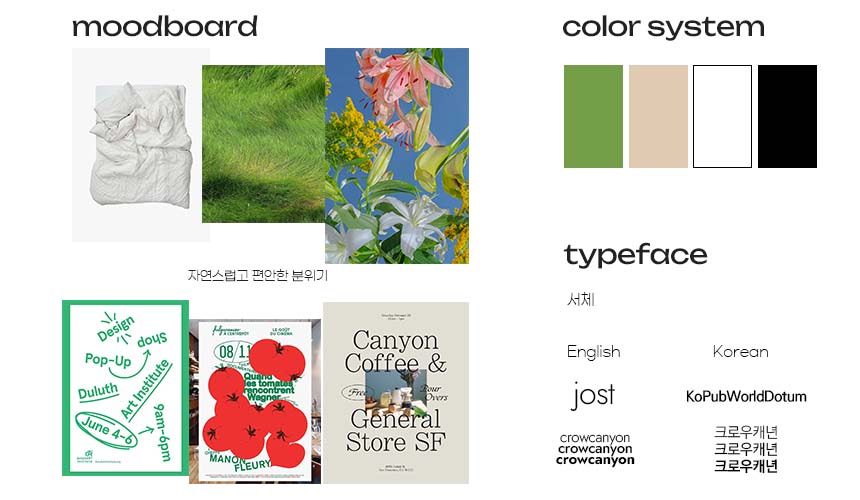 moodboard
자연스럽고 편안한 분위기
Design
Pop-Up
Shop
Duluth
Art Institute
June 4-6
9am-6pm
À L'ENTREPÔT
LE GOÛT
DU CINÉMA
08/11
Quand
les tomates
rencontrent
Wagner
MANON
FLEURY
Canyon
Coffee &
Free
Pour
Overs
General
Store SF
color system
typeface
서체
English
Korean
jost
KoPubWorldDotum
crowcanyon
crowcanyon
crowcanyon
크로우캐년
크로우캐년
크로우캐년